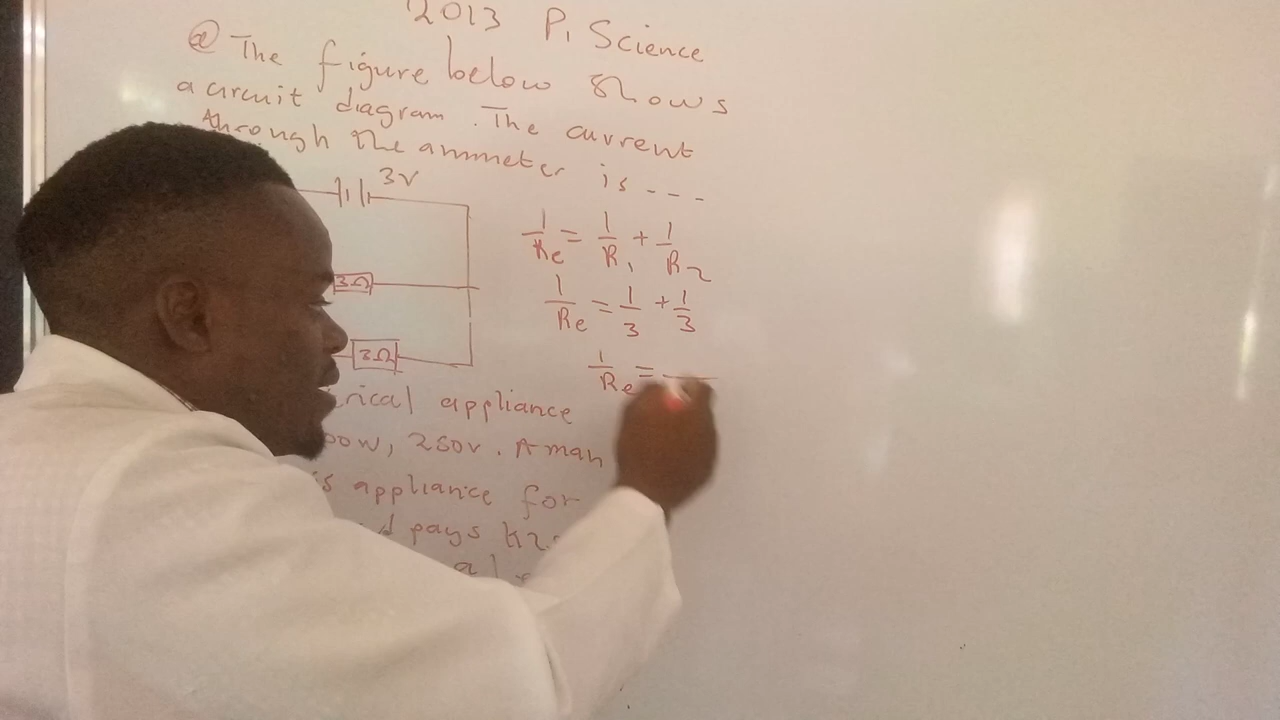 2013 P1 Science
@ The figure below shows
a circuit diagram. The current
through the ammeter is ---
3V
3Ω
3Ω
1/Re = 1/R1 + 1/R2
1/Re = 1/3 + 1/3
1/Re =
rical appliance
00W, 250V. A man
s appliance for
d pays K2